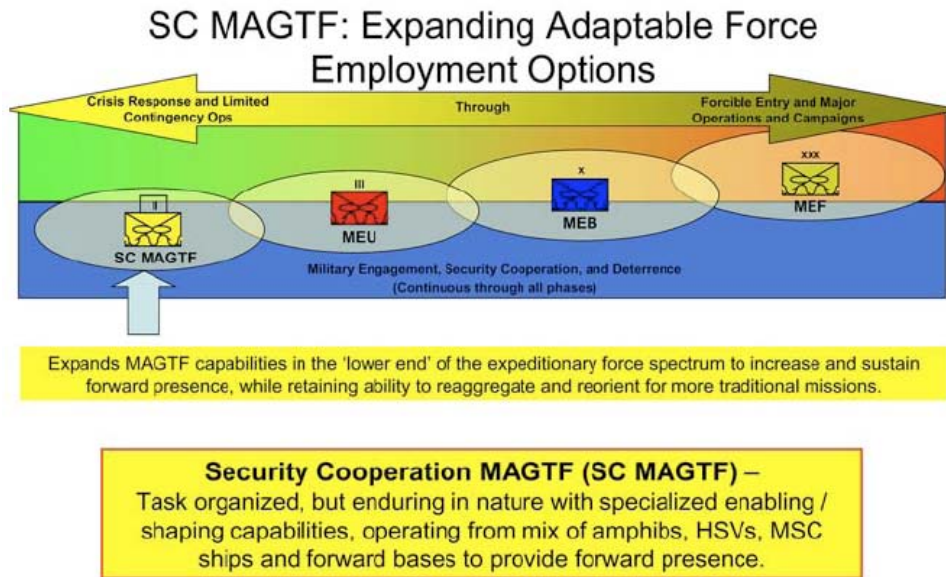 SC MAGTF: Expanding Adaptable Force
Employment Options
Crisis Response and Limited
Contingency Ops
Through
Forcible Entry and Major
Operations and Campaigns
II
III
X
XXX
SC MAGTF
MEU
MEB
MEF
Military Engagement, Security Cooperation, and Deterrence
(Continuous through all phases)
Expands MAGTF capabilities in the ‘lower end’ of the expeditionary force spectrum to increase and sustain
forward presence, while retaining ability to reaggregate and reorient for more traditional missions.
Security Cooperation MAGTF (SC MAGTF) –
Task organized, but enduring in nature with specialized enabling /
shaping capabilities, operating from mix of amphibs, HSVs, MSC
ships and forward bases to provide forward presence.